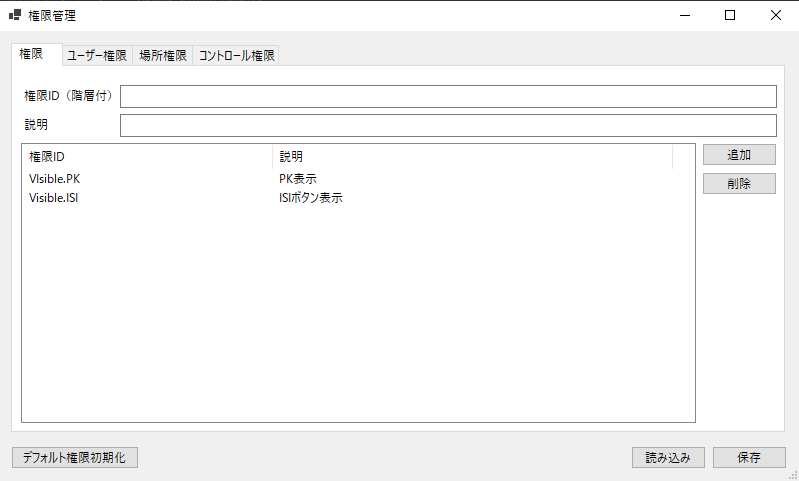 権限管理
権限 ユーザー権限 場所権限 コントロール権限
権限ID（階層付）
説明
権限ID 説明
VIsible.PK PK表示
Visible.ISI ISIボタン表示
追加
削除
デフォルト権限初期化 読み込み 保存